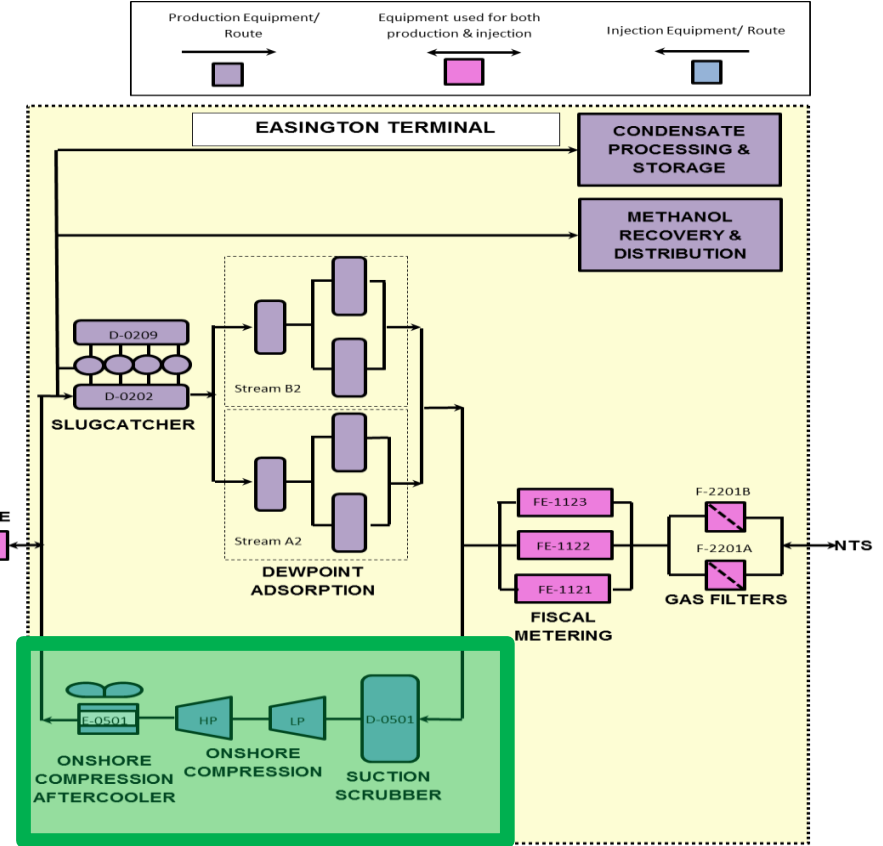 Production Equipment/
Route
Equipment used for both
production & injection
Injection Equipment/ Route
EASINGTON TERMINAL
CONDENSATE
PROCESSING &
STORAGE
METHANOL
RECOVERY &
DISTRIBUTION
D-0209
D-0202
SLUGCATCHER
Stream B2
Stream A2
DEWPOINT
ADSORPTION
E
FE-1123
FE-1122
FE-1121
FISCAL
METERING
F-2201B
F-2201A
GAS FILTERS
NTS
E-0501
HP
LP
D-0501
ONSHORE
COMPRESSION
AFTERCOOLER
ONSHORE
COMPRESSION
SUCTION
SCRUBBER